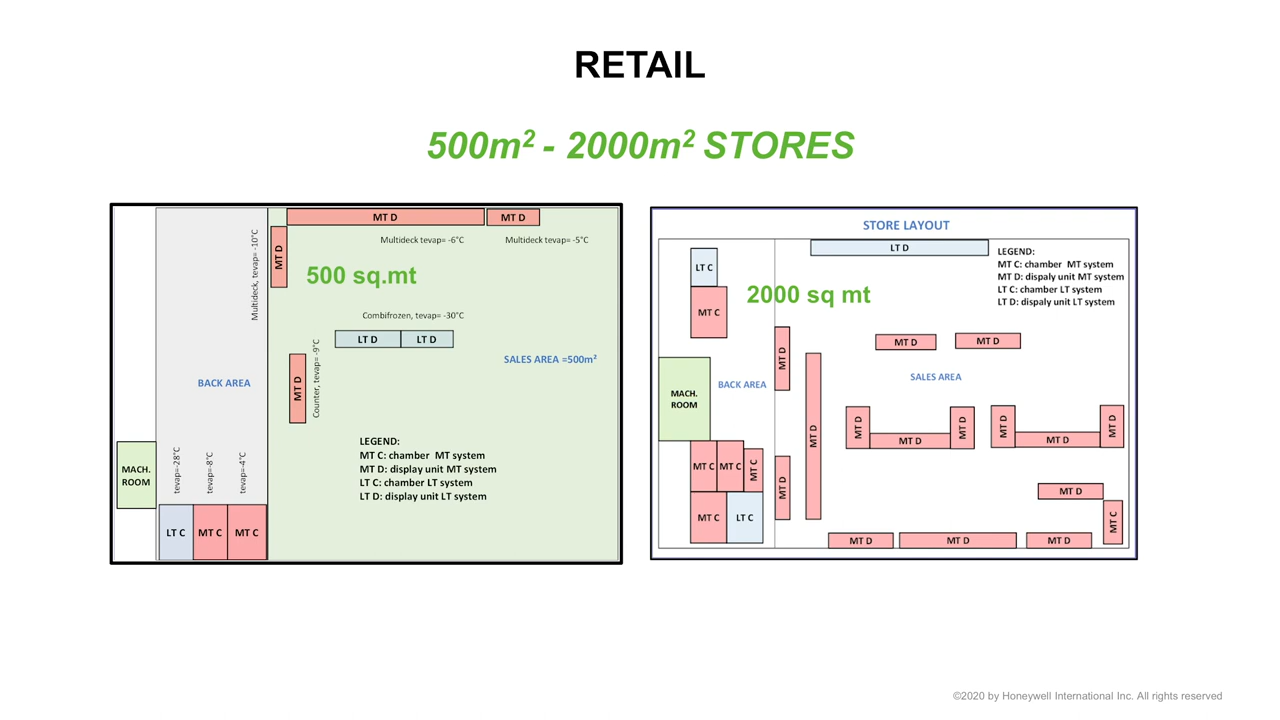 RETAIL
500m² - 2000m² STORES
MT D
MT D
Multideck tevap= -6°C
Multideck tevap= -5°C
Multideck, tevap= -10°C
MT D
500 sq.mt
Combifrozen, tevap= -30°C
LT D
LT D
SALES AREA =500m²
MT D
Counter, tevap= -9°C
BACK AREA
LEGEND:
MT C: chamber MT system
MT D: display unit MT system
LT C: chamber LT system
LT D: display unit LT system
MACH.
ROOM
tevap=-28°C
tevap=-8°C
tevap=-4°C
LT C
MT C
MT C
STORE LAYOUT
LT D
LEGEND:
MT C: chamber MT system
MT D: dispaly unit MT system
LT C: chamber LT system
LT D: dispaly unit LT system
LT C
MT C
2000 sq mt
MT D
MT D
MT D
MACH.
ROOM
BACK AREA
SALES AREA
MT D
MT D
MT D
MT D
MT D
MT D
MT D
MT D
MT C
MT C
MT C
MT D
MT C
LT C
MT D
MT C
MT D
MT D
MT D
©2020 by Honeywell International Inc. All rights reserved